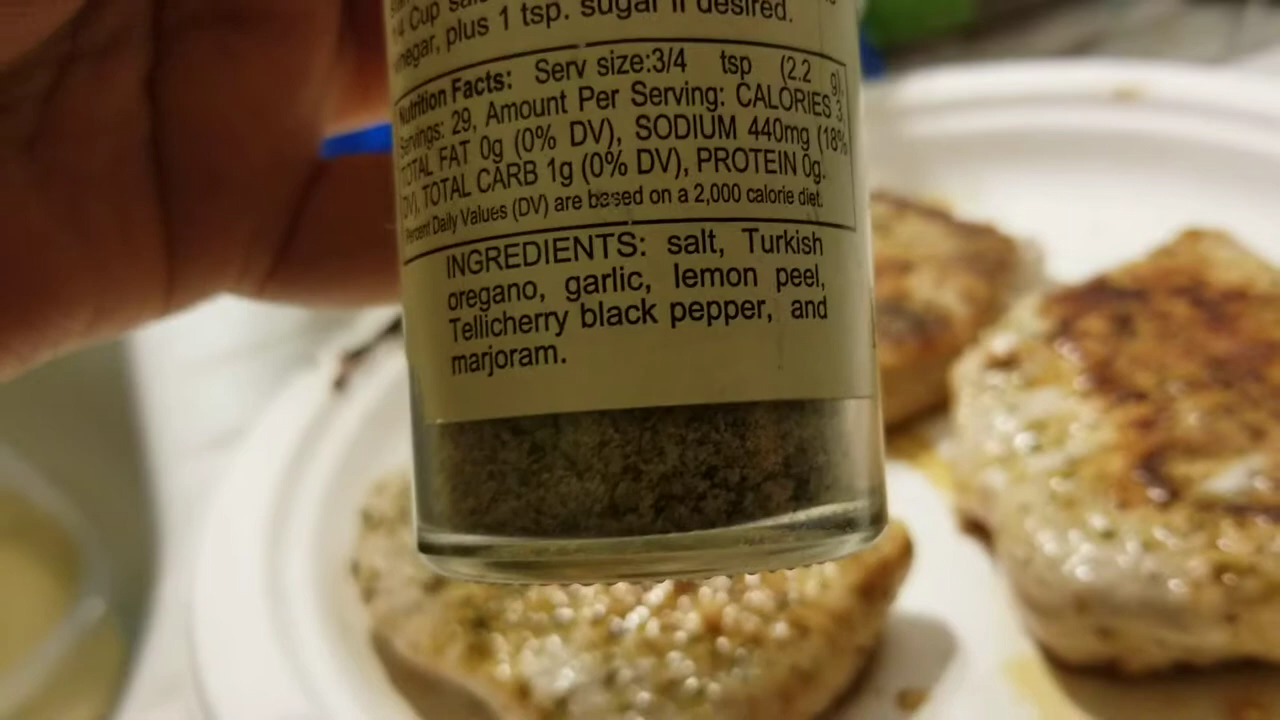 4 Cup
plus 1 tsp. sugar if desired.
Nutrition Facts: Serv size:3/4 tsp (2.2 g),
Servings: 29, Amount Per Serving: CALORIES 3,
TOTAL FAT 0g (0% DV), SODIUM 440mg (18%
DV), TOTAL CARB 1g (0% DV), PROTEIN 0g.
Percent Daily Values (DV) are based on a 2,000 calorie diet.
INGREDIENTS: salt, Turkish
oregano, garlic, lemon peel,
Tellicherry black pepper, and
marjoram.